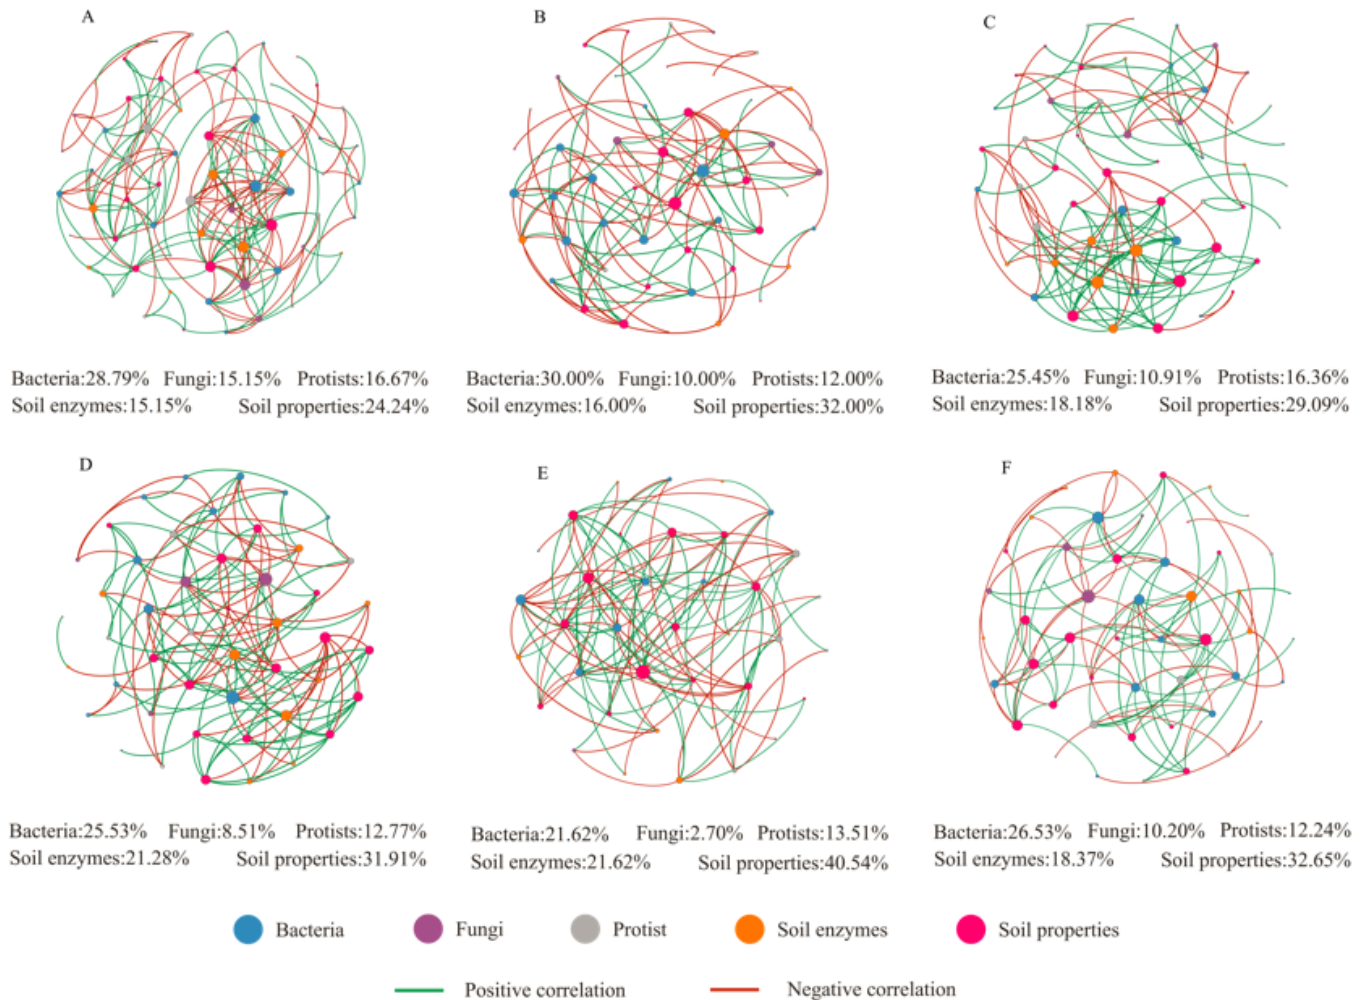 A
B
C
Bacteria:28.79% Fungi:15.15% Protists:16.67%
Soil enzymes:15.15% Soil properties:24.24%
Bacteria:30.00% Fungi:10.00% Protists:12.00%
Soil enzymes:16.00% Soil properties:32.00%
Bacteria:25.45% Fungi:10.91% Protists:16.36%
Soil enzymes:18.18% Soil properties:29.09%
D
E
F
Bacteria:25.53% Fungi:8.51% Protists:12.77%
Soil enzymes:21.28% Soil properties:31.91%
Bacteria:21.62% Fungi:2.70% Protists:13.51%
Soil enzymes:21.62% Soil properties:40.54%
Bacteria:26.53% Fungi:10.20% Protists:12.24%
Soil enzymes:18.37% Soil properties:32.65%
Bacteria Fungi Protist Soil enzymes Soil properties
Positive correlation Negative correlation